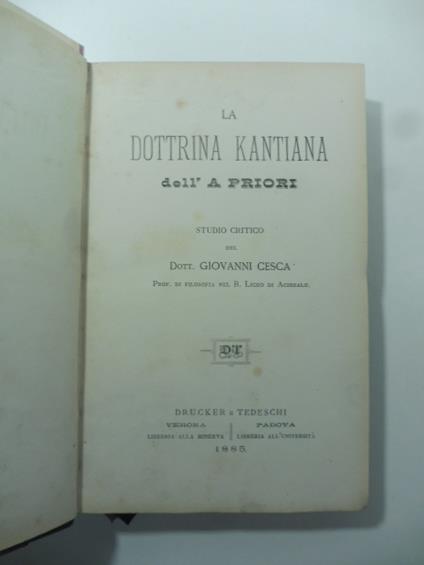 LA
DOTTRINA KANTIANA
dell' A PRIORI
STUDIO CRITICO
DEL
DOTT. GIOVANNI CESCA
PROF. DI FILOSOFIA NEL R. LICEO DI ACIREALE.
DT
DRUCKER e TEDESCHI
VERONA PADOVA
LIBRERIA ALLA MINERVA LIBRERIA ALL'UNIVERSITÀ
1885.